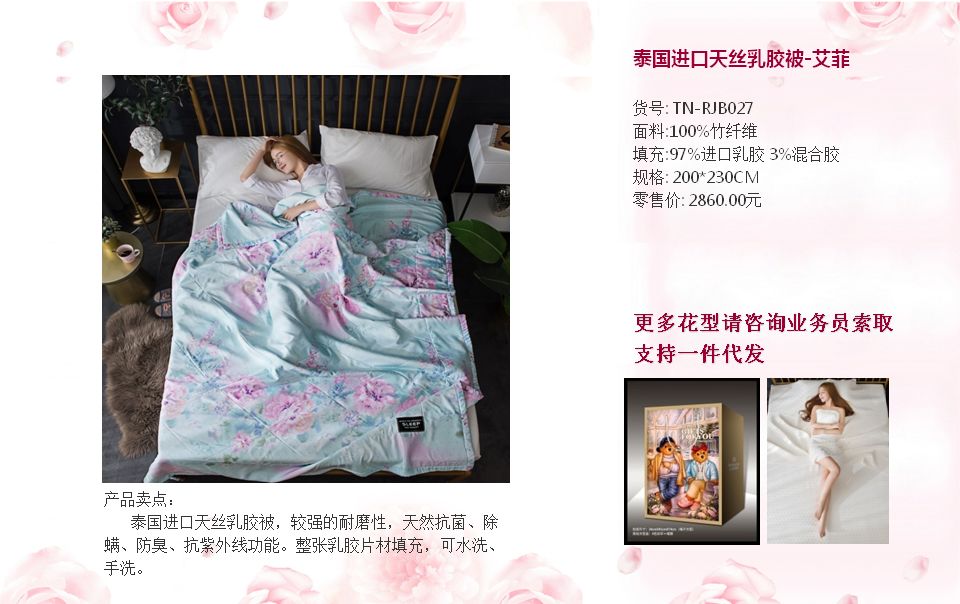 泰国进口天丝乳胶被-艾菲
货号: TN-RJB027
面料:100%竹纤维
填充:97%进口乳胶 3%混合胶
规格: 200*230CM
零售价: 2860.00元
更多花型请咨询业务员索取
支持一件代发
SLEEP
产品卖点：
泰国进口天丝乳胶被，较强的耐磨性，天然抗菌、除
螨、防臭、抗紫外线功能。整张乳胶片材填充，可水洗、
手洗。